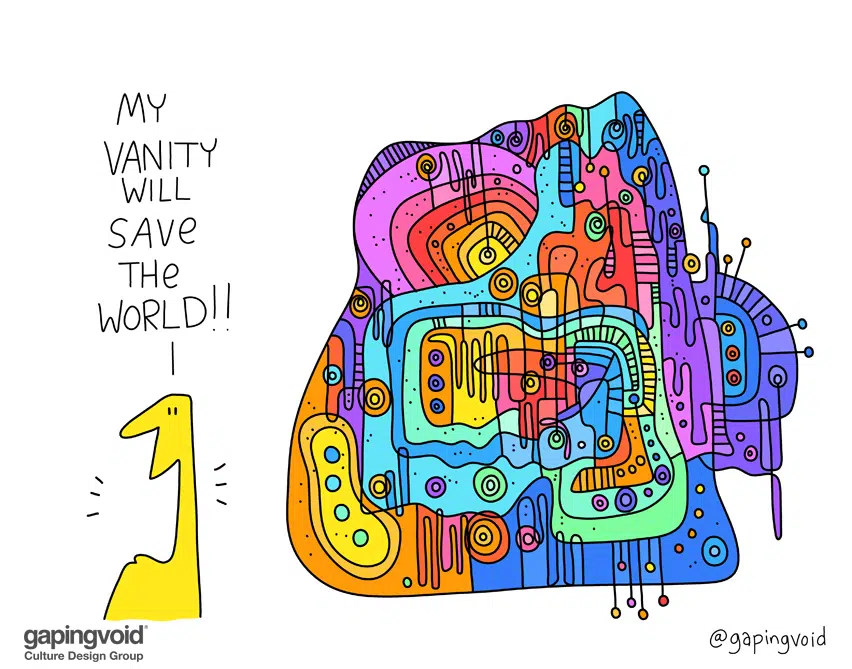 MY
VANITY
WILL
SAVE
THE
WORLD!!
gapingvoid®
Culture Design Group
@gapingvoid